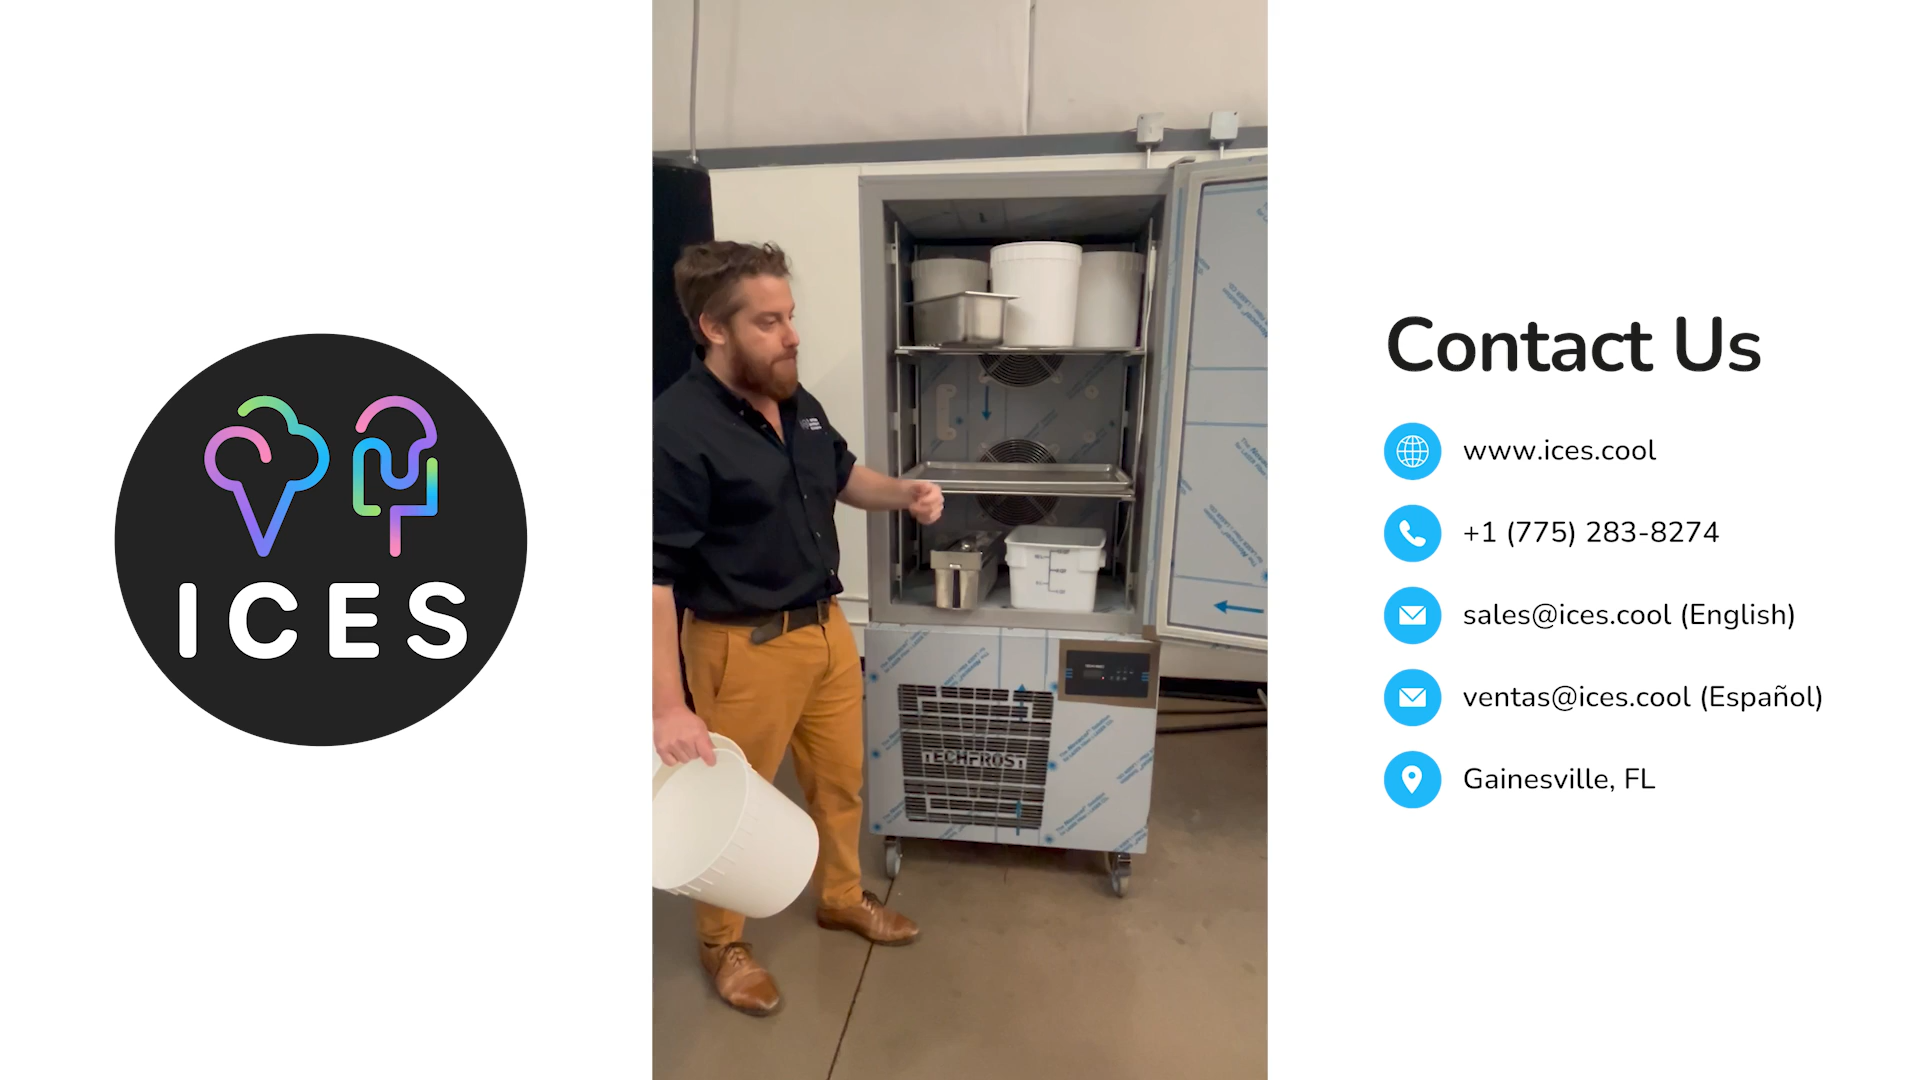 ICES
TECHFROST
Contact Us
www.ices.cool
+1 (775) 283-8274
sales@ices.cool (English)
ventas@ices.cool (Español)
Gainesville, FL